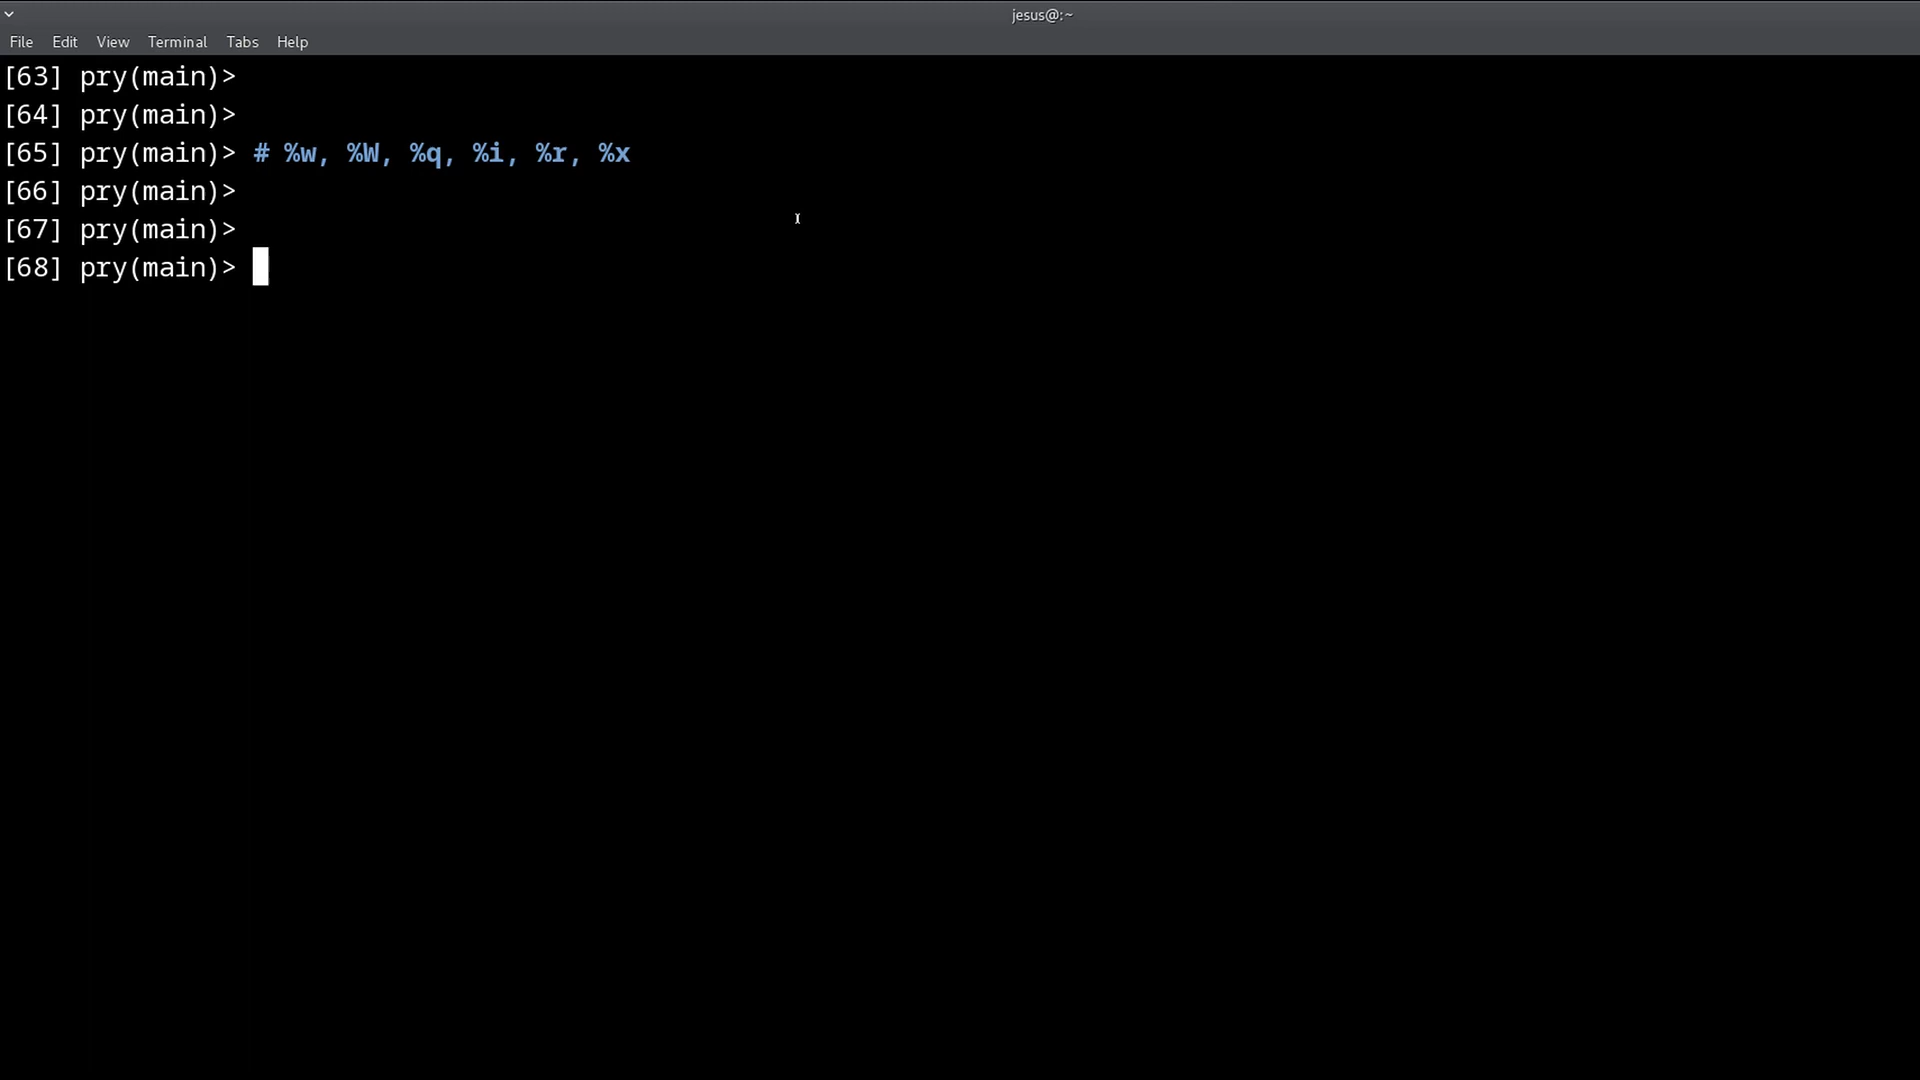 jesus@:~
File Edit View Terminal Tabs Help
[63] pry(main)>
[64] pry(main)>
[65] pry(main)> # %w, %W, %q, %i, %r, %x
[66] pry(main)>
[67] pry(main)>
[68] pry(main)>